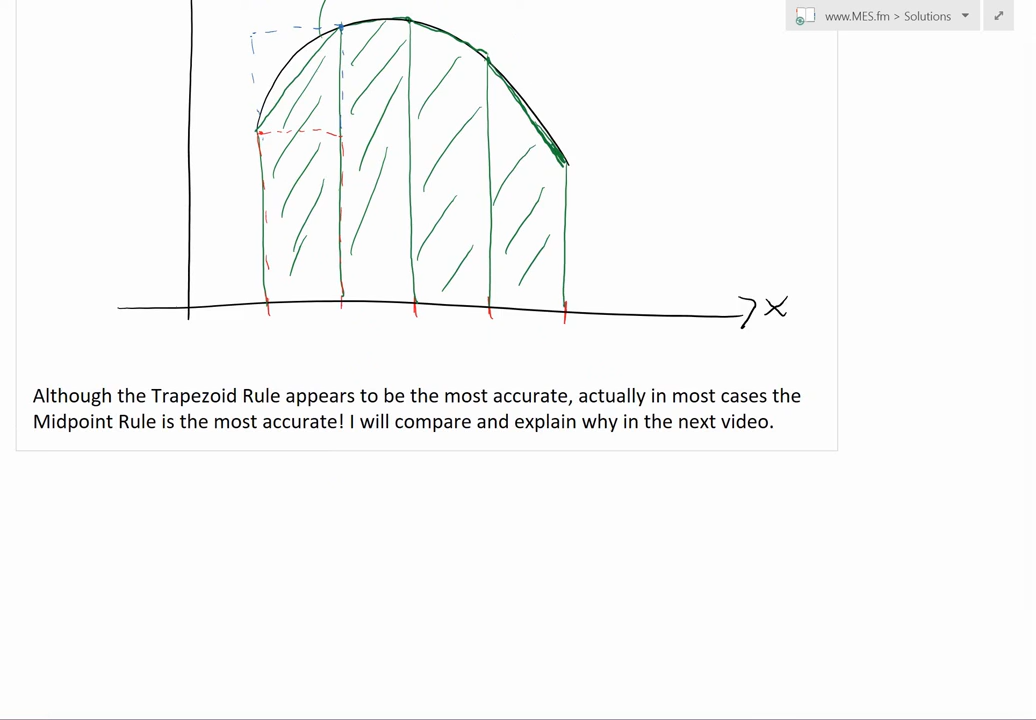 www.MES.fm > Solutions
X
Although the Trapezoid Rule appears to be the most accurate, actually in most cases the
Midpoint Rule is the most accurate! I will compare and explain why in the next video.